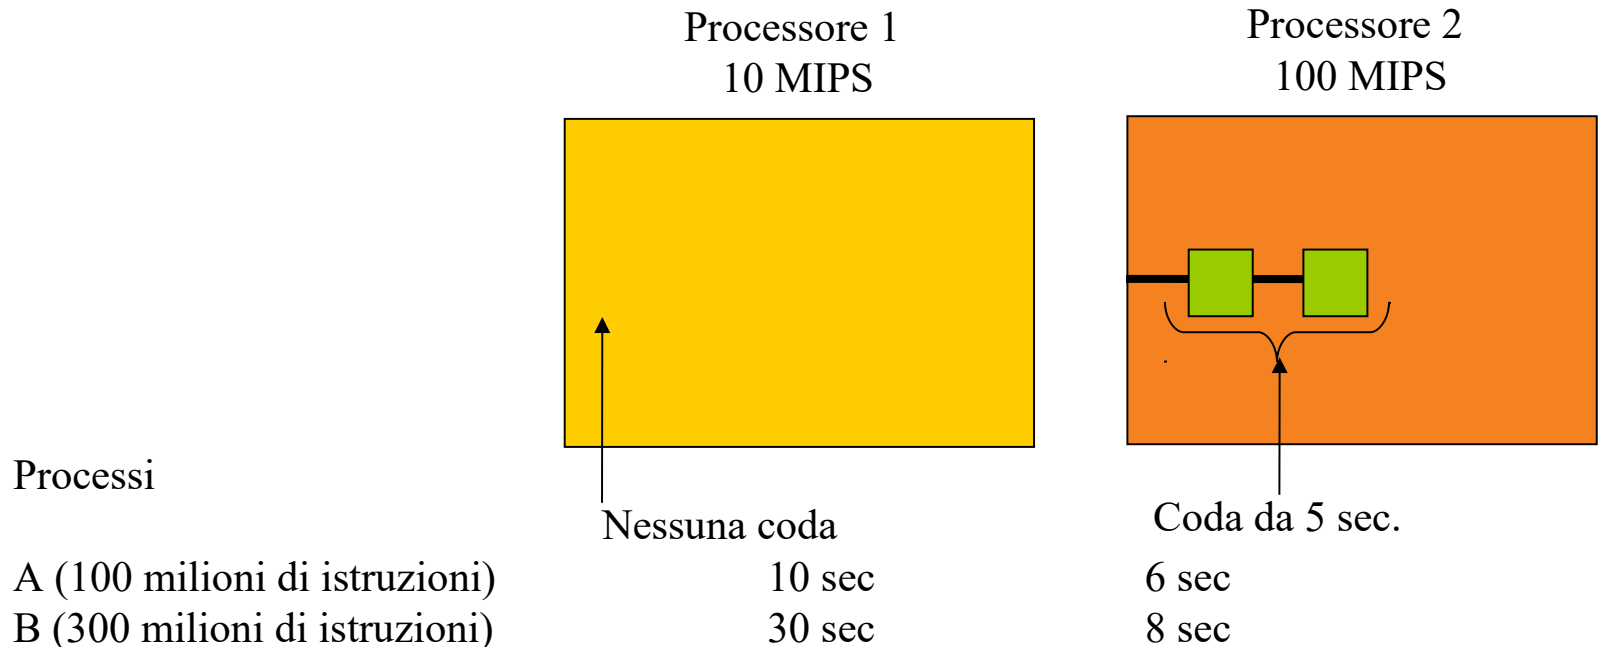 Processore 1
10 MIPS
Processore 2
100 MIPS
Processi
Nessuna coda
Coda da 5 sec.
A (100 milioni di istruzioni) 10 sec 6 sec
B (300 milioni di istruzioni) 30 sec 8 sec